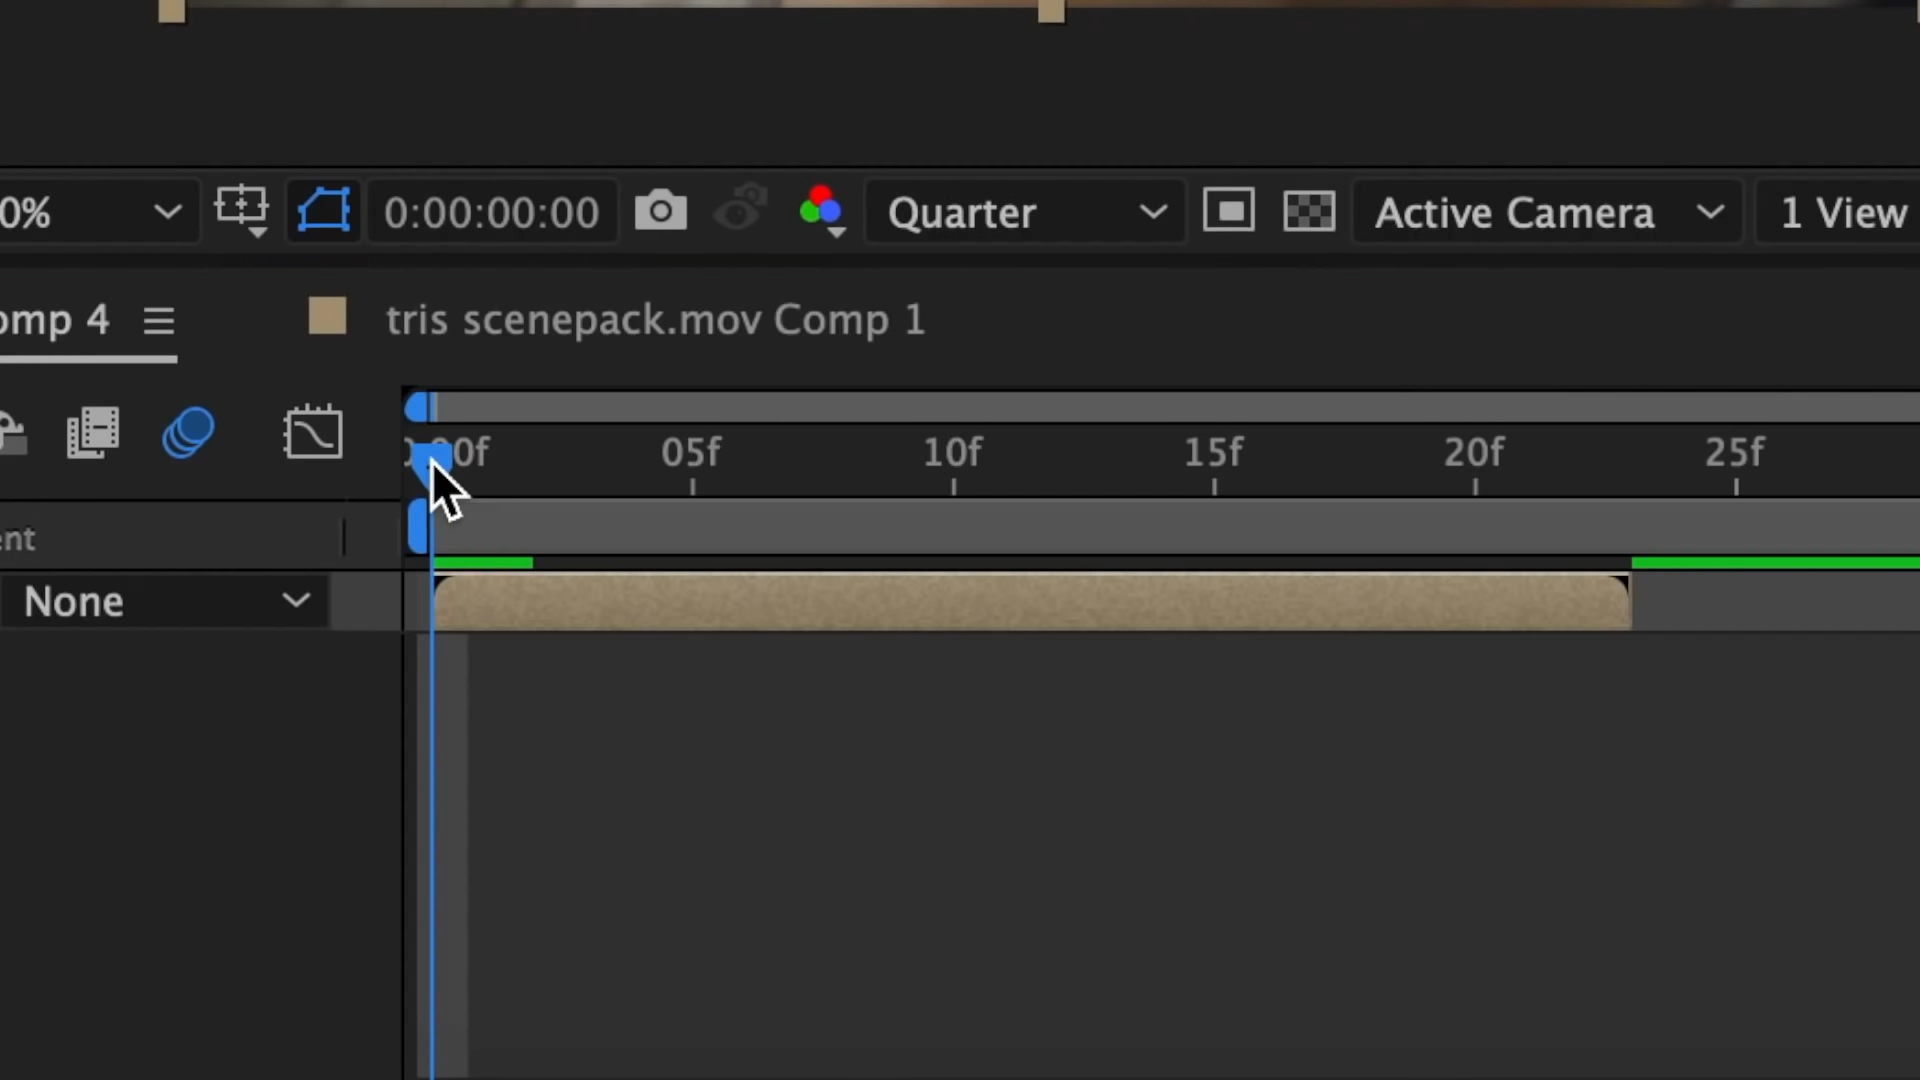 0% 0:00:00:00 Quarter Active Camera 1 View
omp 4 tris scenepack.mov Comp 1
00f 05f 10f 15f 20f 25f
ent
None